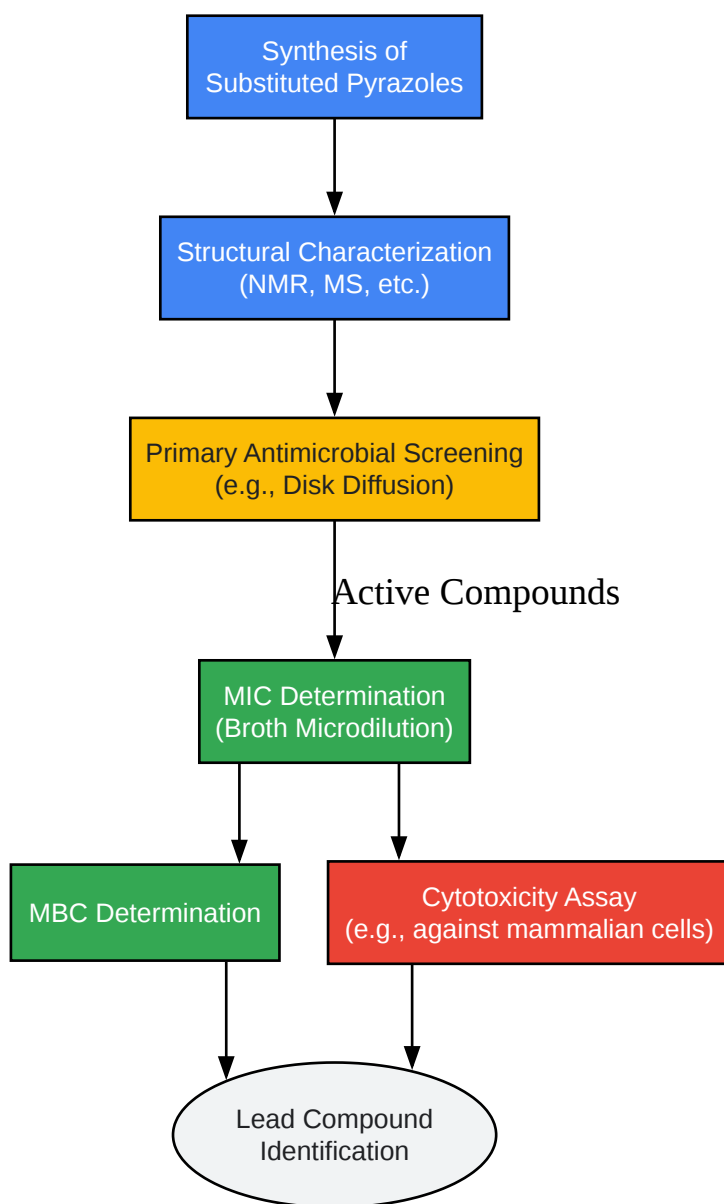 Synthesis of
Substituted Pyrazoles
Structural Characterization
(NMR, MS, etc.)
Primary Antimicrobial Screening
(e.g., Disk Diffusion)
Active Compounds
MIC Determination
(Broth Microdilution)
MBC Determination
Cytotoxicity Assay
(e.g., against mammalian cells)
Lead Compound
Identification